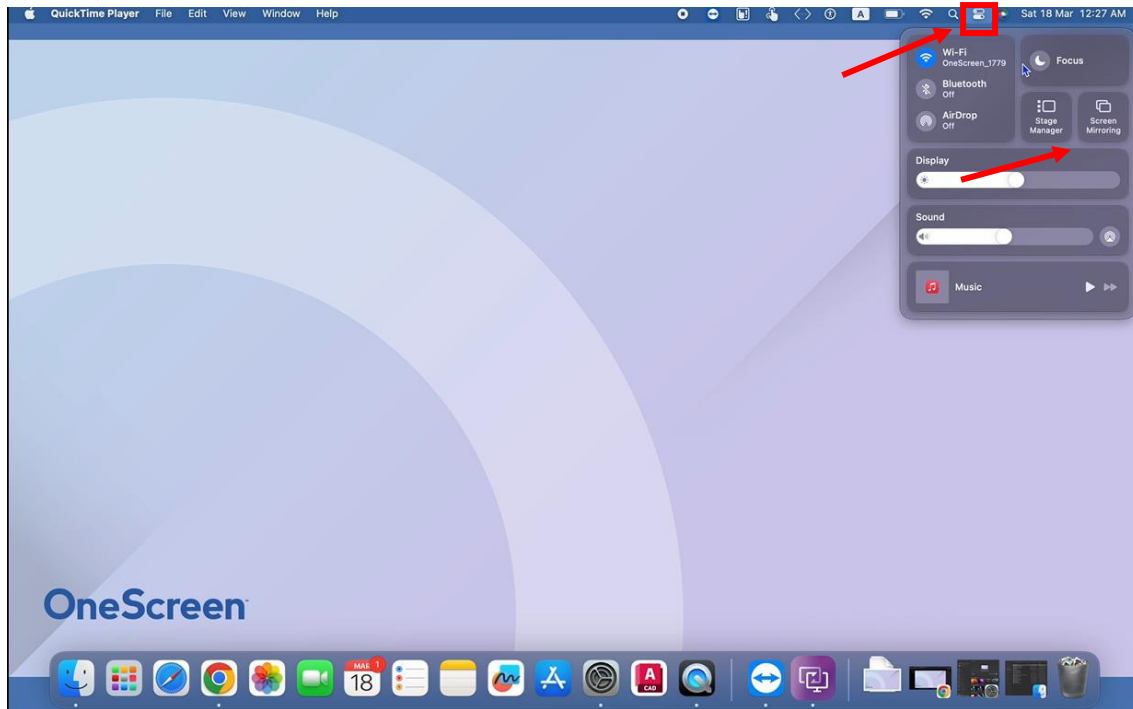 QuickTime Player File Edit View Window Help A Sat 18 Mar 12:27 AM
Wi-Fi
OneScreen_1779
Focus
Bluetooth
Off
AirDrop
Off
Stage
Manager
Screen
Mirroring
Display
Sound
Music
OneScreen
MAR 1
18
A
CAD